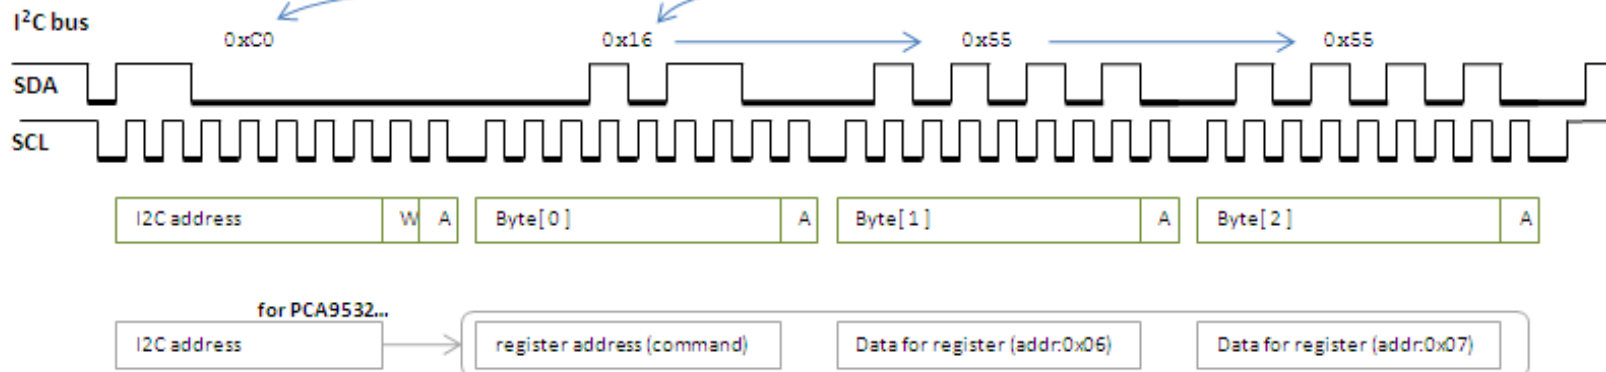 I²C bus
0xC0 0x16 0x55 0x55
SDA
SCL
I2C address W A Byte[0] A Byte[1] A Byte[2] A
for PCA9532...
I2C address register address (command) Data for register (addr:0x06) Data for register (addr:0x07)